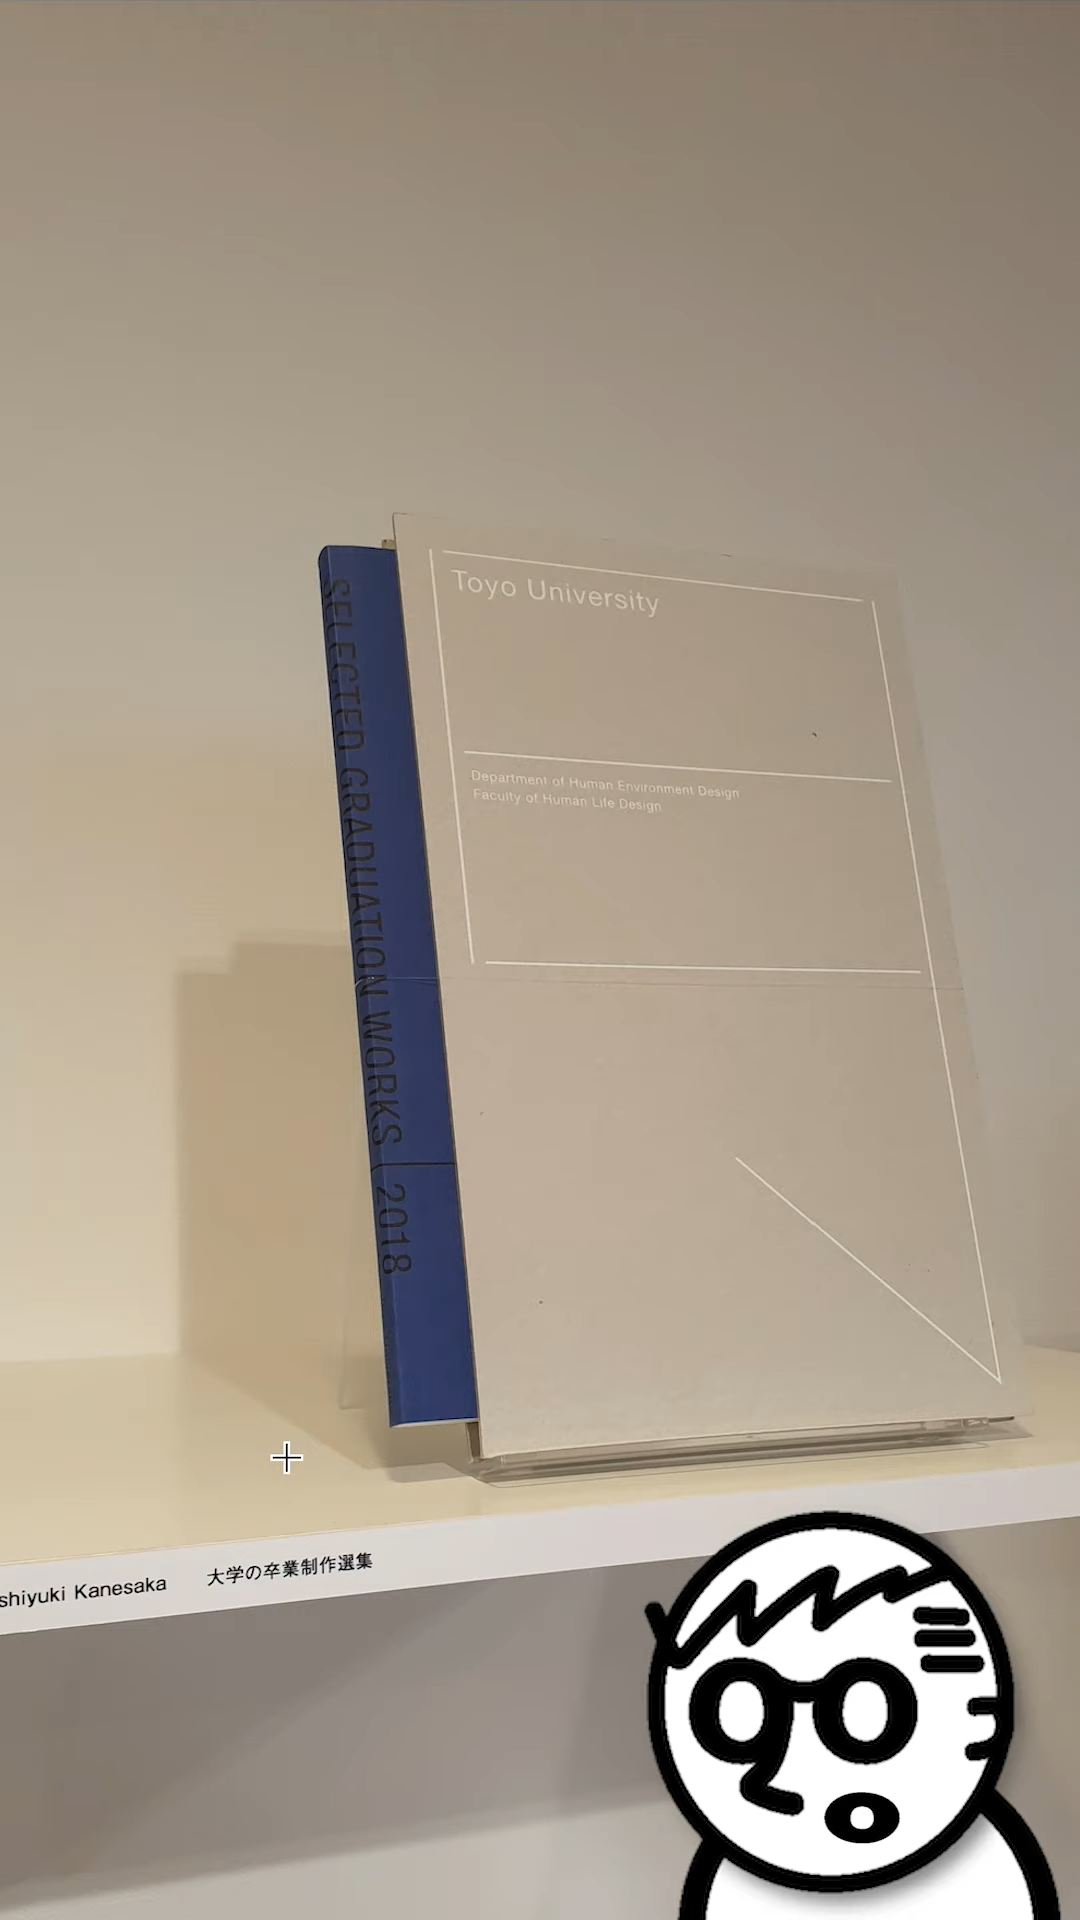 Toyo University
Department of Human Environment Design
Faculty of Human Life Design
SELECTED GRADUATION WORKS | 2018
shiyuki Kanesaka 大学の卒業制作選集